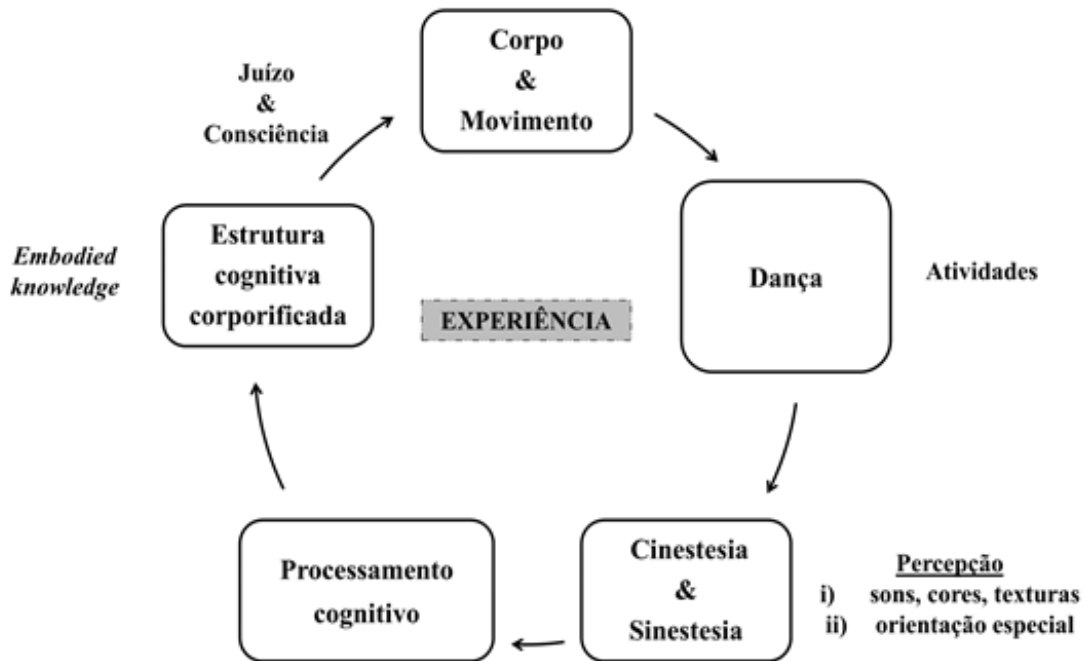 Corpo
&
Movimento
Juízo
&
Consciência
Estrutura
cognitiva
corporificada
Embodied
knowledge
EXPERIÊNCIA
Dança
Atividades
Processamento
cognitivo
Cinestesia
&
Sinestesia
Percepção
i) sons, cores, texturas
ii) orientação especial